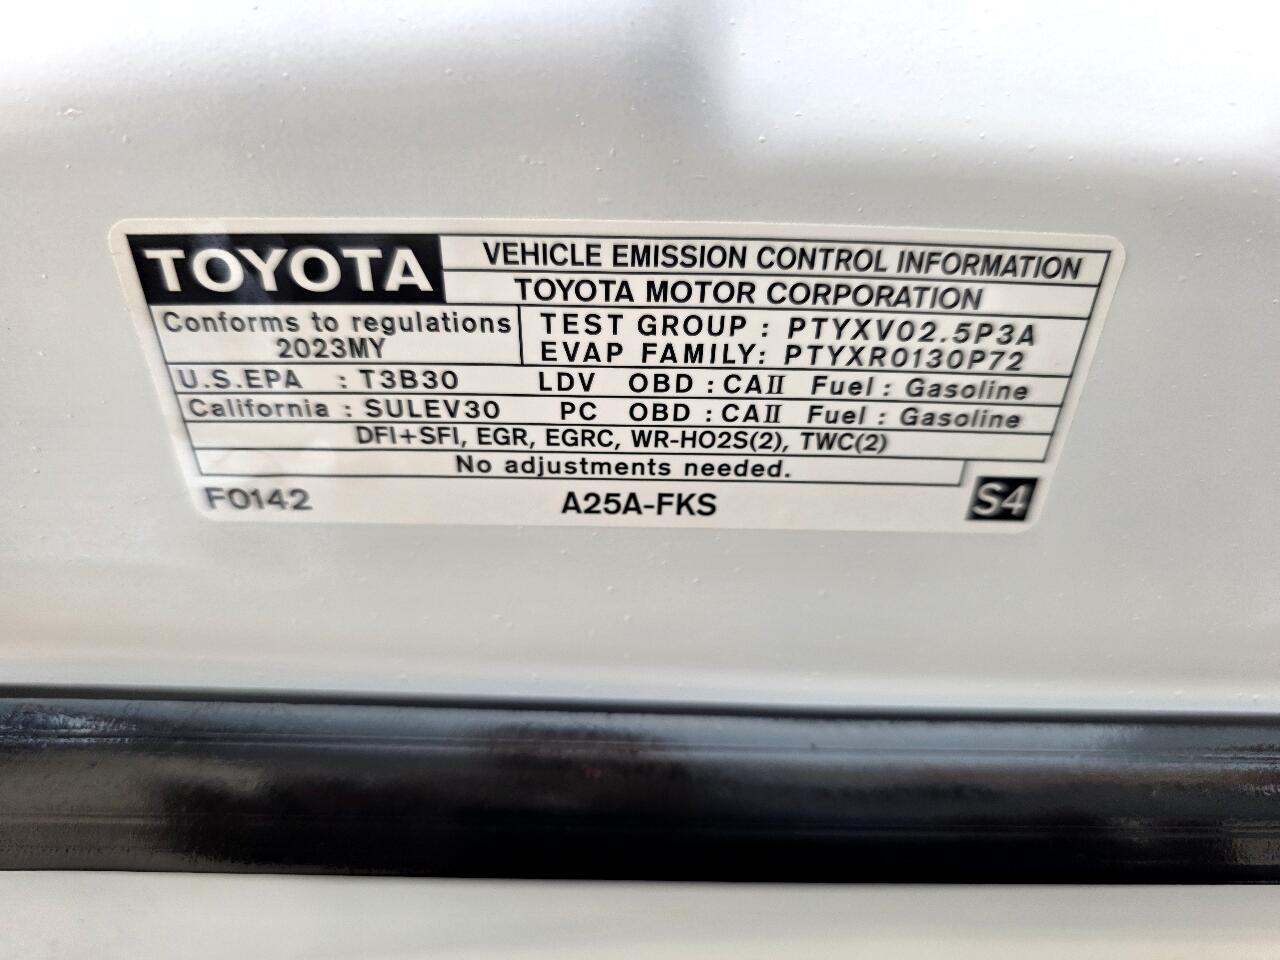 TOYOTA
VEHICLE EMISSION CONTROL INFORMATION
TOYOTA MOTOR CORPORATION
Conforms to regulations
2023MY
TEST GROUP : PTYXV02.5P3A
EVAP FAMILY: PTYXR0130P72
U.S.EPA : T3B30 LDV OBD : CAⅡ Fuel : Gasoline
California : SULEV30 PC OBD : CAⅡ Fuel : Gasoline
DFI+SFI, EGR, EGRC, WR-HO2S(2), TWC(2)
No adjustments needed.
F0142 A25A-FKS S4